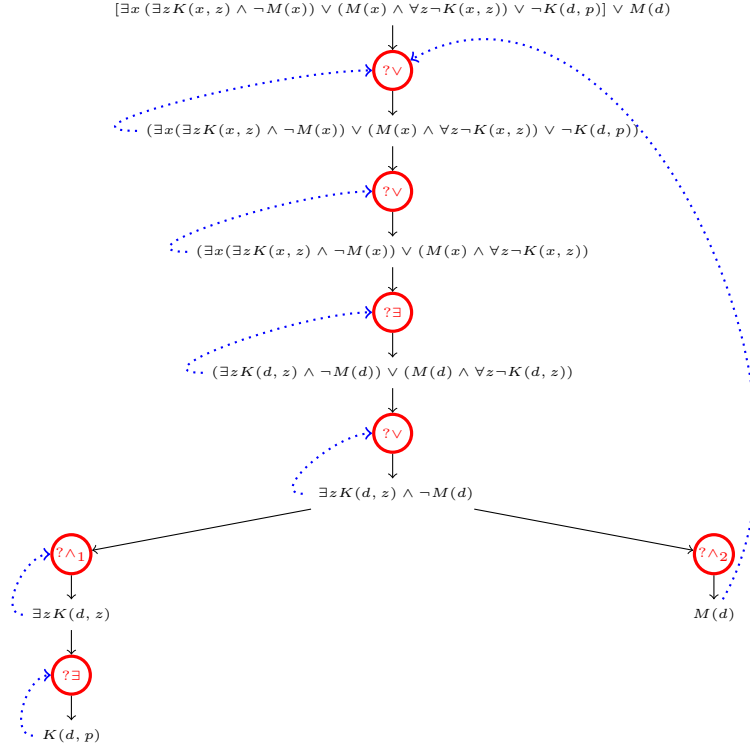 [∃x (∃zK(x, z) ∧ ¬M(x)) ∨ (M(x) ∧ ∀z¬K(x, z)) ∨ ¬K(d, p)] ∨ M(d)
?∨
(∃x(∃zK(x, z) ∧ ¬M(x)) ∨ (M(x) ∧ ∀z¬K(x, z)) ∨ ¬K(d, p))
?∨
(∃x(∃zK(x, z) ∧ ¬M(x)) ∨ (M(x) ∧ ∀z¬K(x, z))
?∃
(∃zK(d, z) ∧ ¬M(d)) ∨ (M(d) ∧ ∀z¬K(d, z))
?∨
∃zK(d, z) ∧ ¬M(d)
?∧₁ ?∧₂
∃zK(d, z) M(d)
?∃
K(d, p)